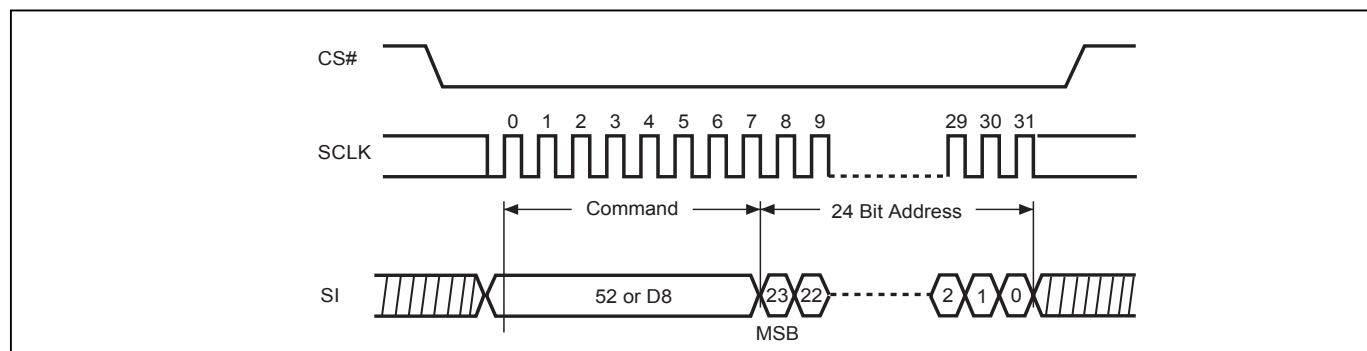 CS#
0 1 2 3 4 5 6 7 8 9 29 30 31
SCLK
Command 24 Bit Address
SI 52 or D8 23 22 2 1 0
MSB